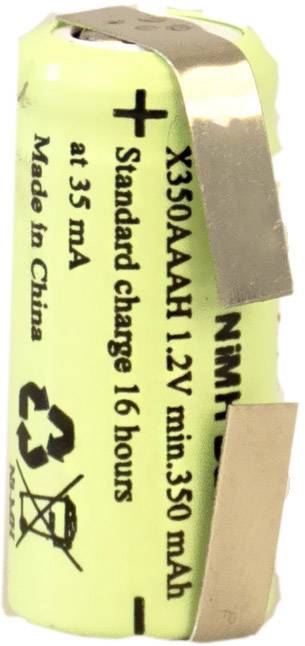 NiMH
+
X350AAAH 1.2V min.350 mAh
-
Standard charge 16 hours
at 35 mA
Made in China